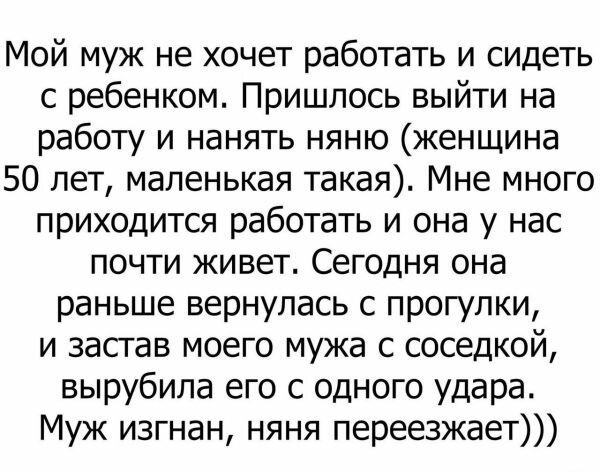 Мой муж не хочет работать и сидеть
с ребенком. Пришлось выйти на
работу и нанять няню (женщина
50 лет, маленькая такая). Мне много
приходится работать и она у нас
почти живет. Сегодня она
раньше вернулась с прогулки,
и застав моего мужа с соседкой,
вырубила его с одного удара.
Муж изгнан, няня переезжает)))